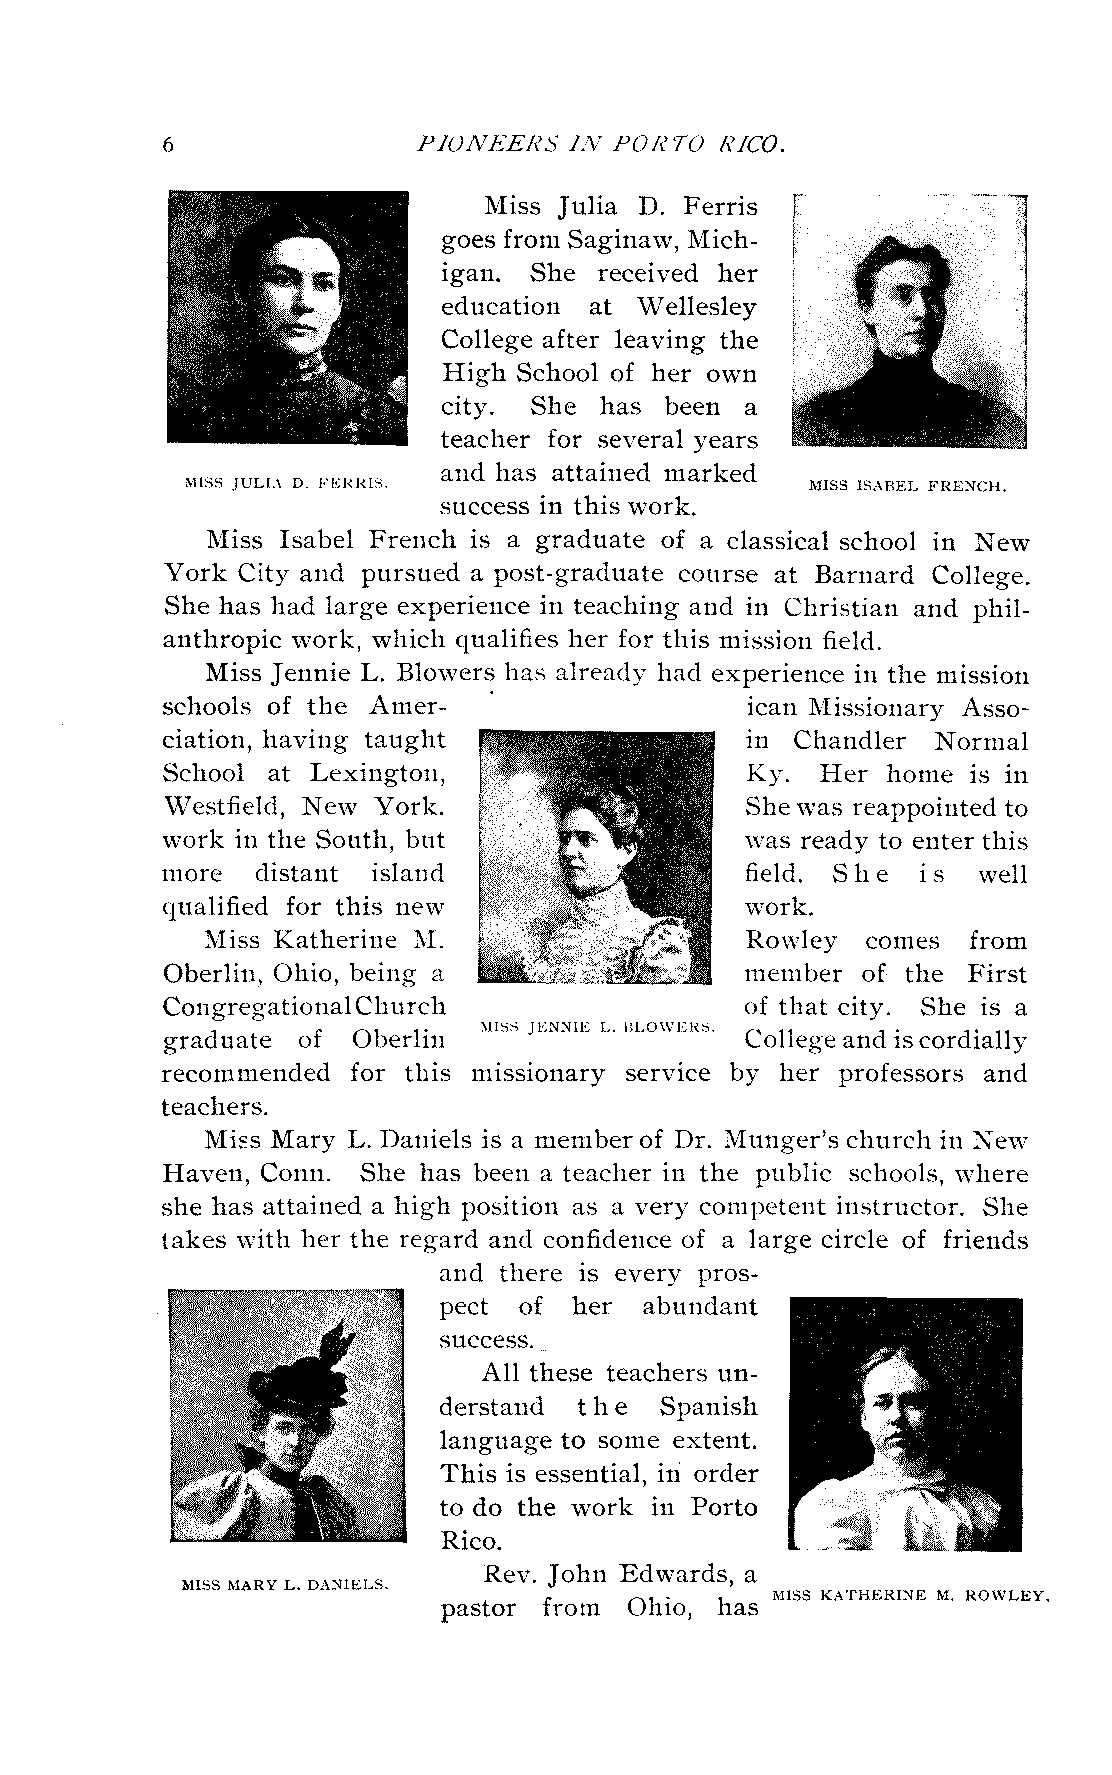 6 PIONEERS IN PORTO RICO.
Miss Julia D. Ferris
goes from Saginaw, Mich-
igan. She received her
education at Wellesley
College after leaving the
High School of her own
city. She has been a
teacher for several years
and has attained marked
success in this work.
MISS JULIA D. FERRIS.
MISS ISABEL FRENCH.
Miss Isabel French is a graduate of a classical school in New
York City and pursued a post-graduate course at Barnard College.
She has had large experience in teaching and in Christian and phil-
anthropic work, which qualifies her for this mission field.
Miss Jennie L. Blowers has already had experience in the mission
schools of the Amer- ican Missionary Asso-
ciation, having taught in Chandler Normal
School at Lexington, Ky. Her home is in
Westfield, New York. She was reappointed to
work in the South, but was ready to enter this
more distant island field. She is well
qualified for this new work.
Miss Katherine M. Rowley comes from
Oberlin, Ohio, being a member of the First
Congregational Church of that city. She is a
graduate of Oberlin College and is cordially
MISS JENNIE L. BLOWERS.
recommended for this missionary service by her professors and
teachers.
Miss Mary L. Daniels is a member of Dr. Munger's church in New
Haven, Conn. She has been a teacher in the public schools, where
she has attained a high position as a very competent instructor. She
takes with her the regard and confidence of a large circle of friends
and there is every pros-
pect of her abundant
success.
All these teachers un-
derstand the Spanish
language to some extent.
This is essential, in order
to do the work in Porto
Rico.
Rev. John Edwards, a
pastor from Ohio, has
MISS MARY L. DANIELS.
MISS KATHERINE M. ROWLEY.